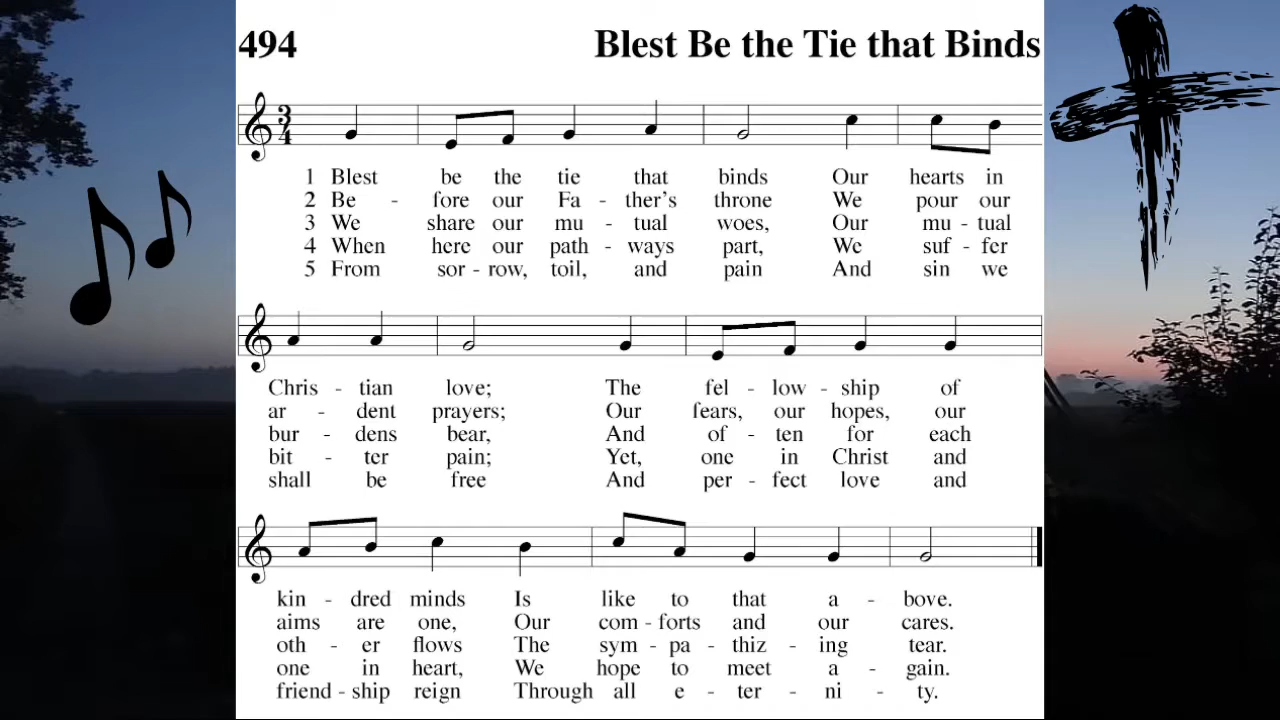 494 Blest Be the Tie that Binds
3
4
1 Blest be the tie that binds Our hearts in
2 Be - fore our Fa - ther's throne We pour our
3 We share our mu - tual woes, Our mu - tual
4 When here our path - ways part, We suf - fer
5 From sor - row, toil, and pain And sin we
Chris - tian love; The fel - low - ship of
ar - dent prayers; Our fears, our hopes, our
bur - dens bear, And of - ten for each
bit - ter pain; Yet, one in Christ and
shall be free And per - fect love and
kin - dred minds Is like to that a - bove.
aims are one, Our com - forts and our cares.
oth - er flows The sym - pa - thiz - ing tear.
one in heart, We hope to meet a - gain.
friend - ship reign Through all e - ter - ni - ty.